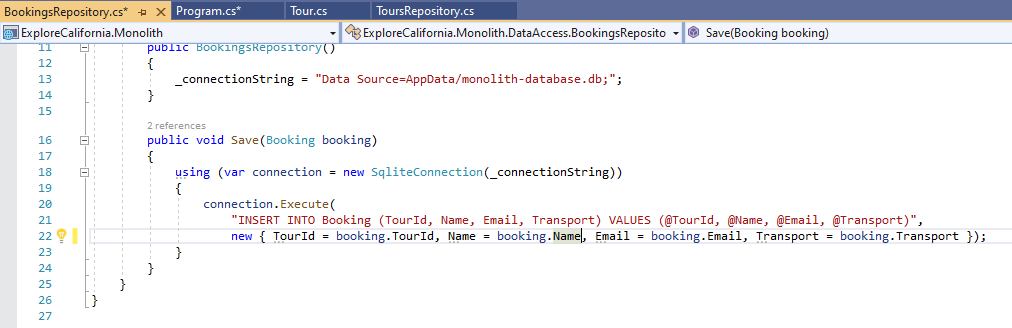 BookingsRepository.cs* Program.cs* Tour.cs ToursRepository.cs
ExploreCalifornia.Monolith ExploreCalifornia.Monolith.DataAccess.BookingsReposito Save(Booking booking)
11 public BookingsRepository()
12 {
13 _connectionString = "Data Source=AppData/monolith-database.db;";
14 }
15
2 references
16 public void Save(Booking booking)
17 {
18 using (var connection = new SqliteConnection(_connectionString))
19 {
20 connection.Execute(
21 "INSERT INTO Booking (TourId, Name, Email, Transport) VALUES (@TourId, @Name, @Email, @Transport)",
22 new { TourId = booking.TourId, Name = booking.Name, Email = booking.Email, Transport = booking.Transport });
23 }
24 }
25 }
26 }
27